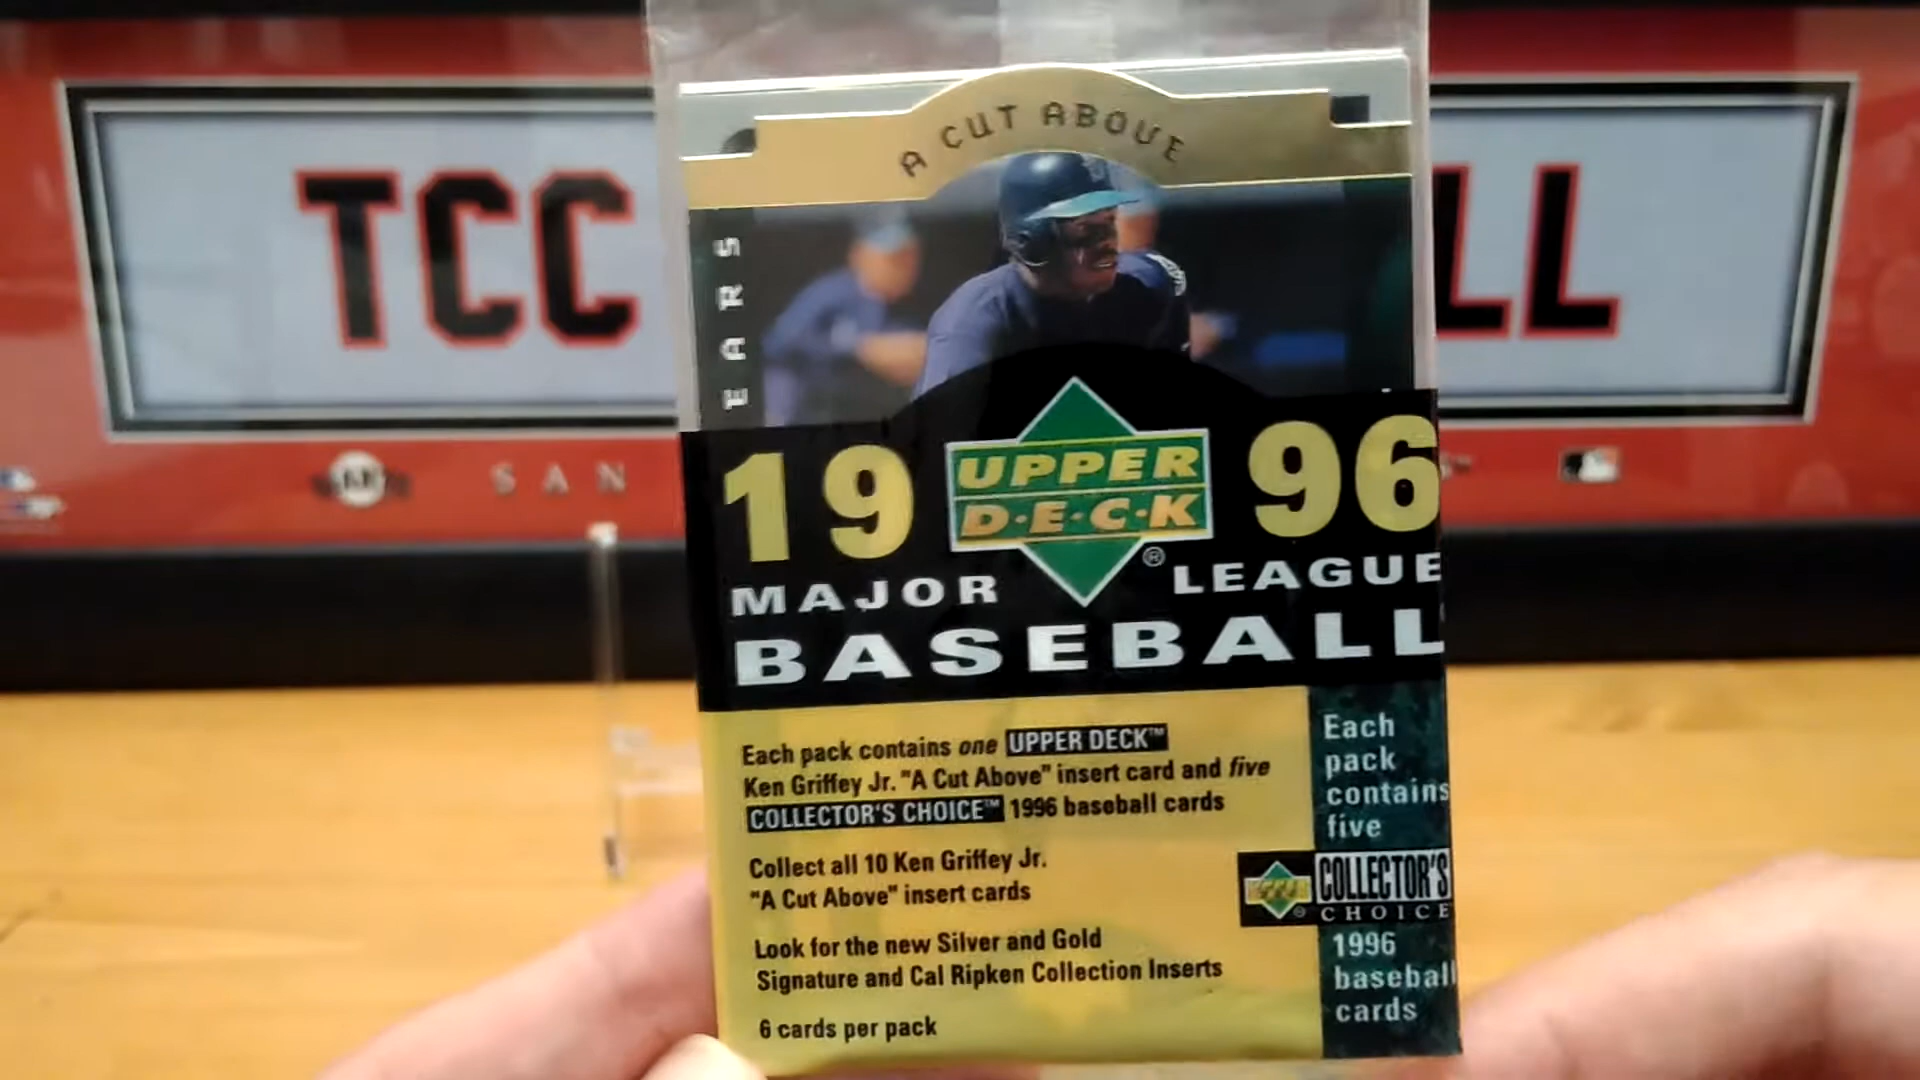 TCC
LL
SAN
A CUT ABOVE
EARS
19 UPPER DECK 96
MAJOR ® LEAGUE
BASEBALL
Each pack contains one UPPER DECK™
Ken Griffey Jr. "A Cut Above" insert card and five
COLLECTOR'S CHOICE™ 1996 baseball cards
Collect all 10 Ken Griffey Jr.
"A Cut Above" insert cards
Look for the new Silver and Gold
Signature and Cal Ripken Collection Inserts
6 cards per pack
Each
pack
contains
five
COLLECTOR'S
CHOICE
1996
baseball
cards